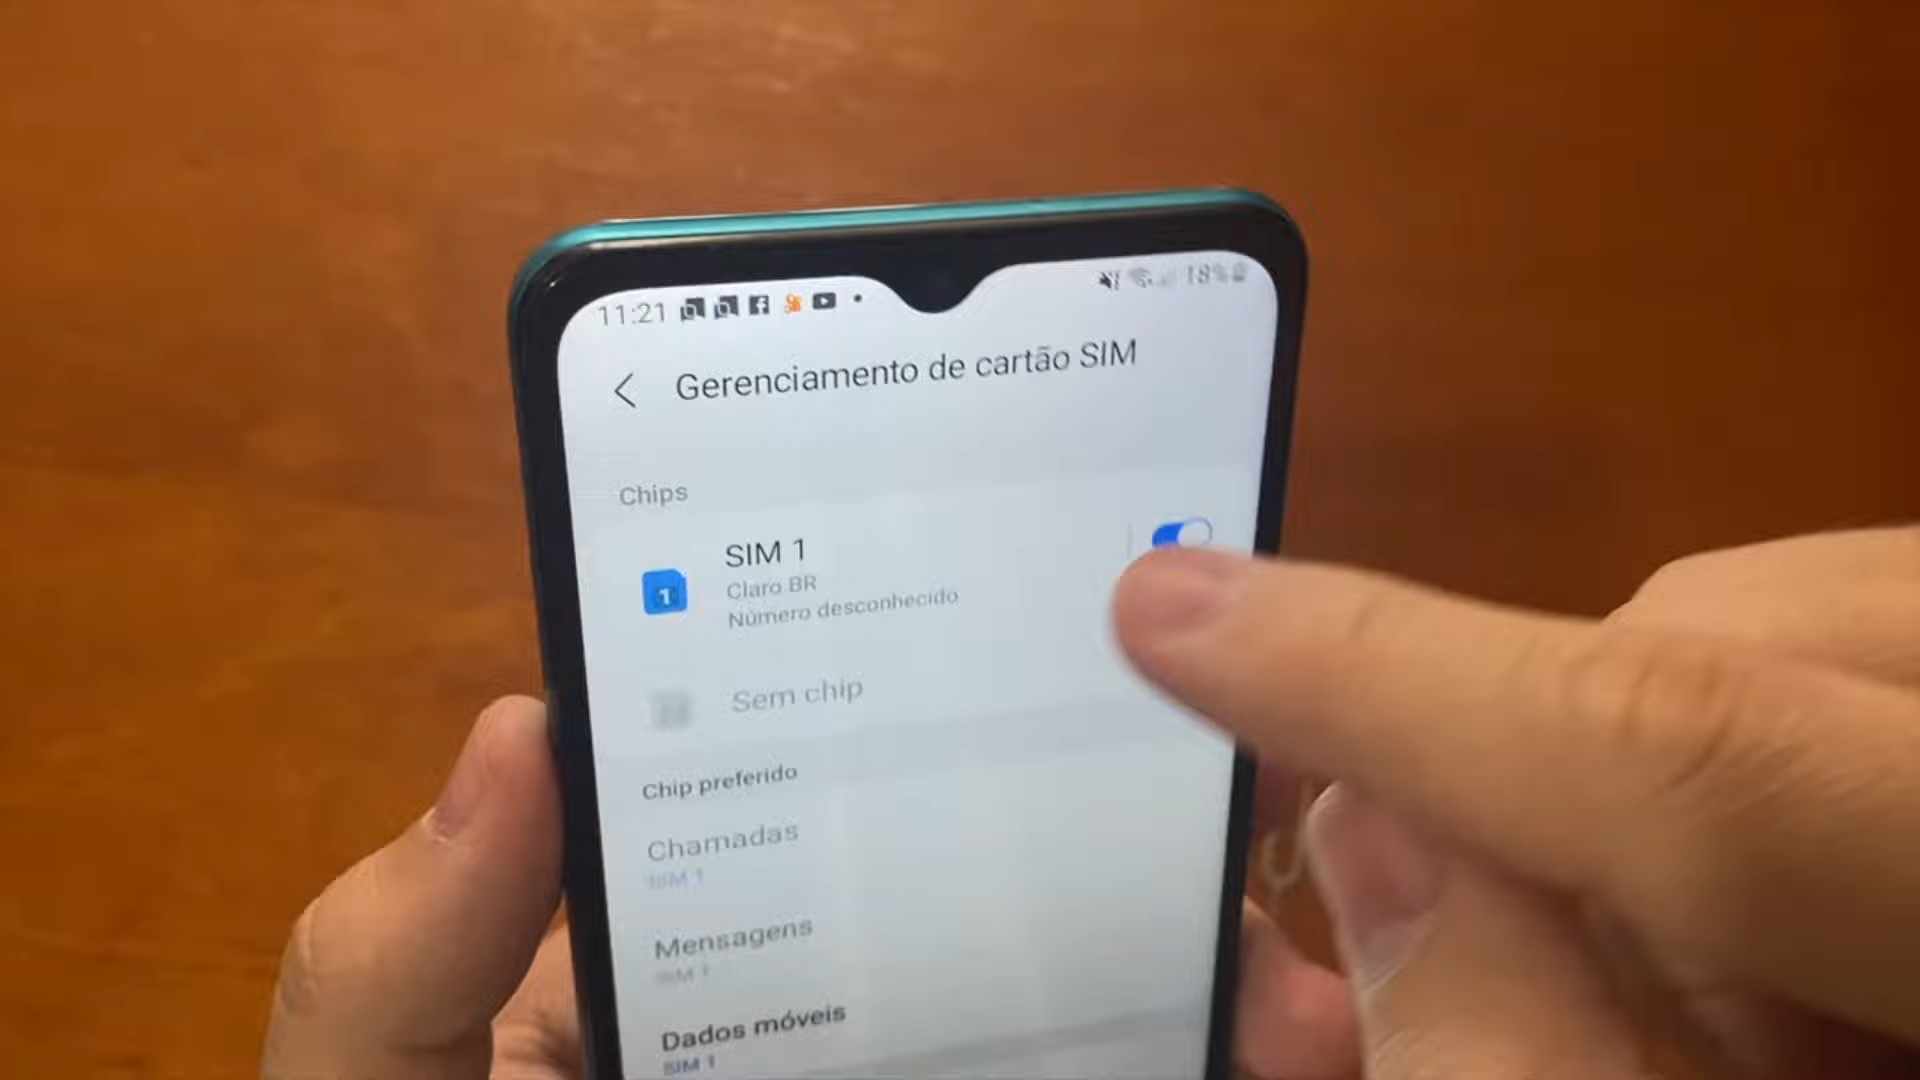 11:21
18%
Gerenciamento de cartão SIM
Chips
SIM 1
1
Claro BR
Número desconhecido
Sem chip
Chip preferido
Chamadas
SIM 1
Mensagens
SIM 1
Dados móveis
SIM 1